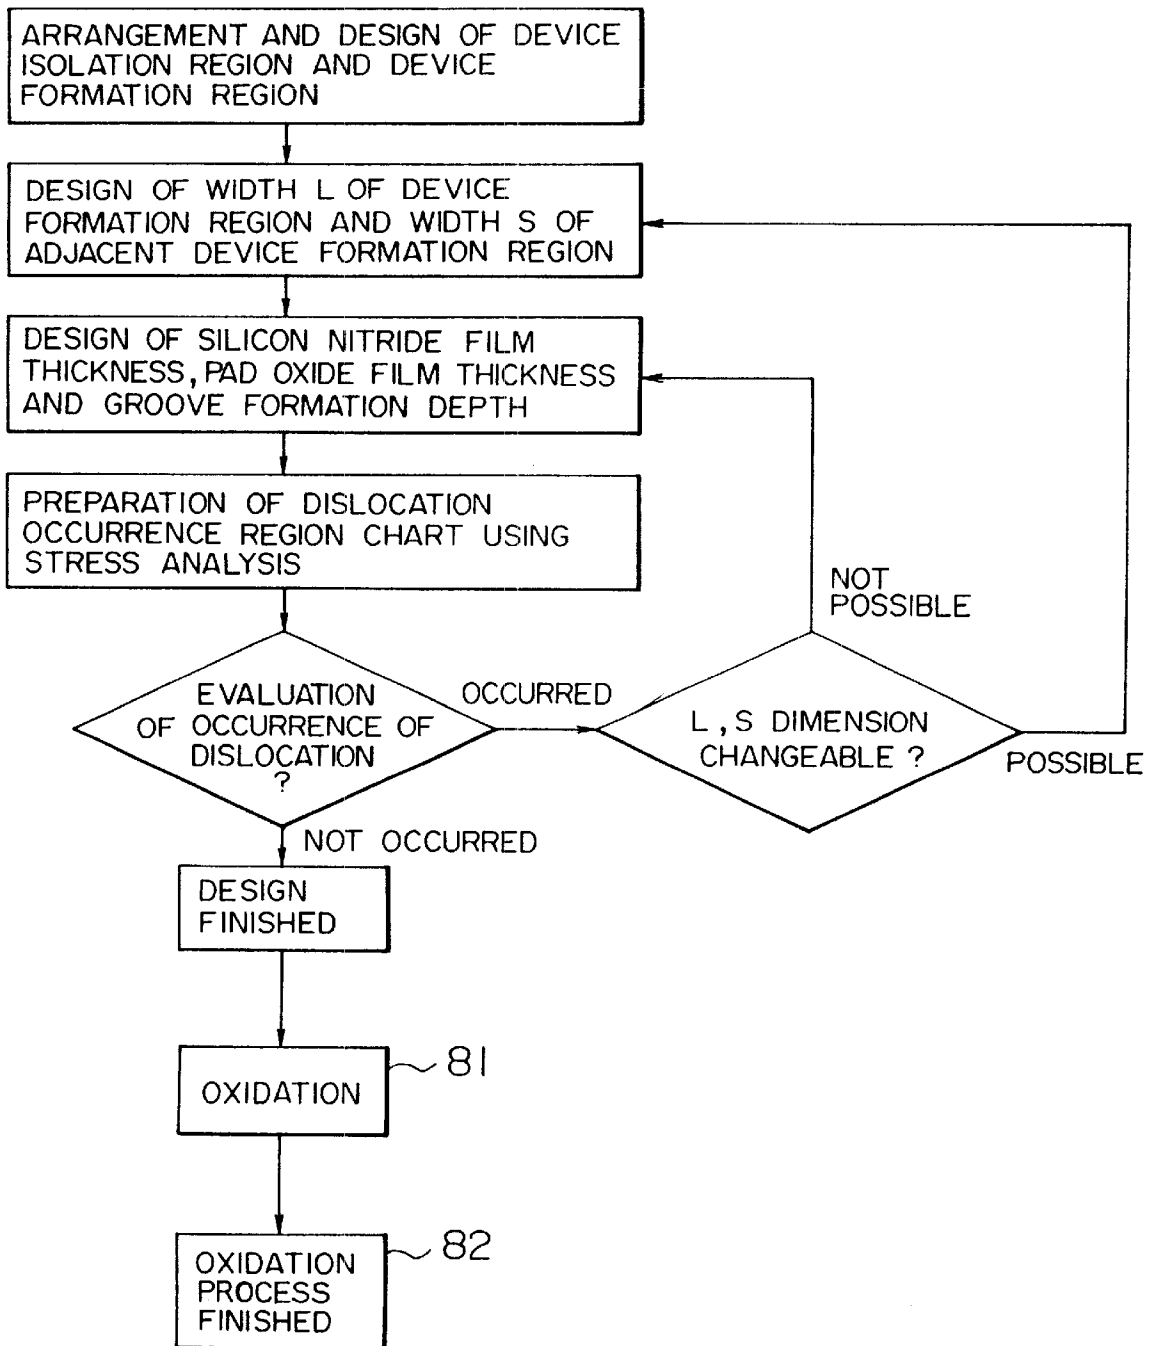 ARRANGEMENT AND DESIGN OF DEVICE
ISOLATION REGION AND DEVICE
FORMATION REGION
DESIGN OF WIDTH L OF DEVICE
FORMATION REGION AND WIDTH S OF
ADJACENT DEVICE FORMATION REGION
DESIGN OF SILICON NITRIDE FILM
THICKNESS, PAD OXIDE FILM THICKNESS
AND GROOVE FORMATION DEPTH
PREPARATION OF DISLOCATION
OCCURRENCE REGION CHART USING
STRESS ANALYSIS
NOT
POSSIBLE
EVALUATION
OF OCCURRENCE OF
DISLOCATION
?
OCCURRED
L, S DIMENSION
CHANGEABLE ?
POSSIBLE
NOT OCCURRED
DESIGN
FINISHED
OXIDATION
81
OXIDATION
PROCESS
FINISHED
82